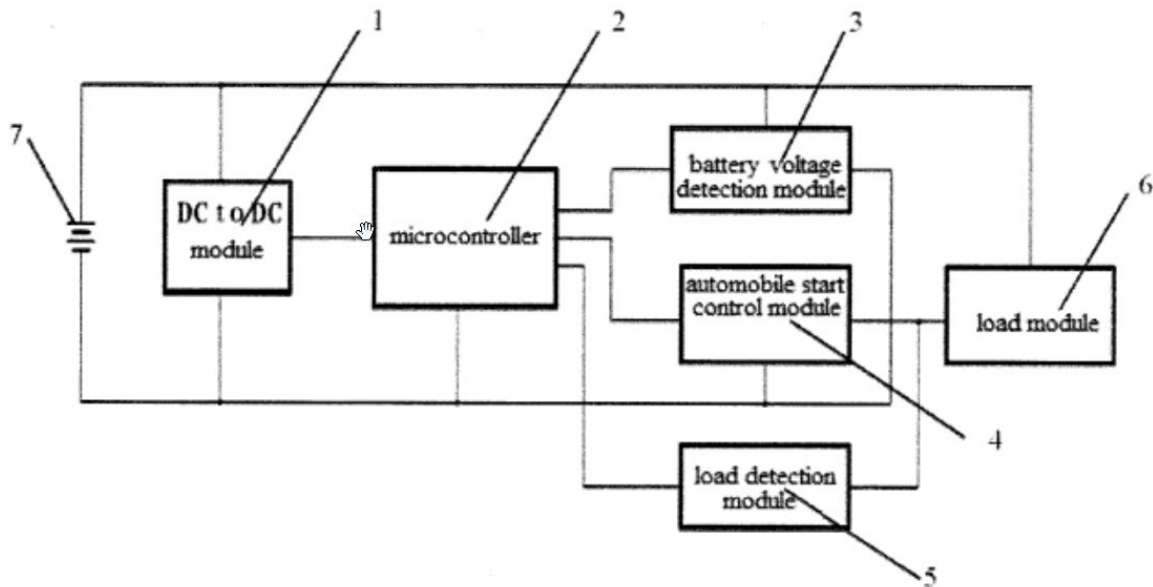 1
2
3
7
battery voltage
detection module
6
DC to DC
module
microcontroller
automobile start
control module
load module
4
load detection
module
5